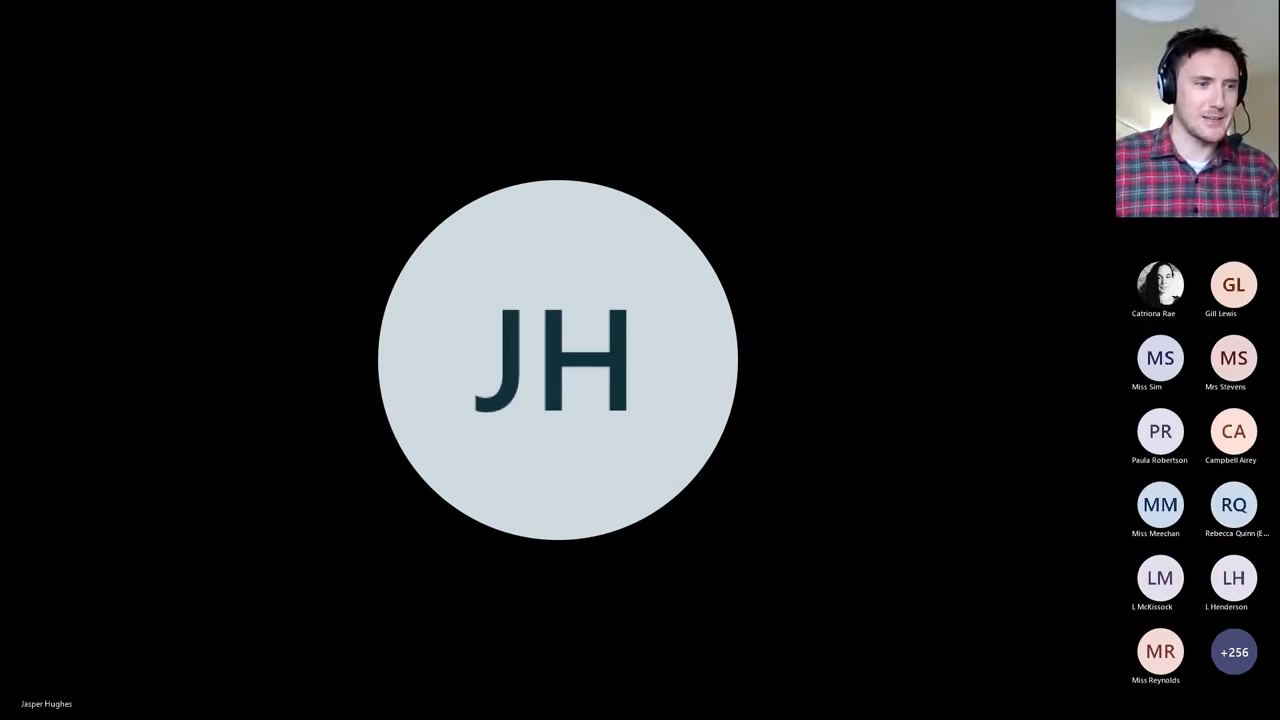 JH
Jasper Hughes
Catriona Rae
GL
Gill Lewis
MS
Miss Sim
MS
Mrs Stevens
PR
Paula Robertson
CA
Campbell Airey
MM
Miss Meechan
RQ
Rebecca Quinn (E...
LM
L McKissock
LH
L Henderson
MR
Miss Reynolds
+256